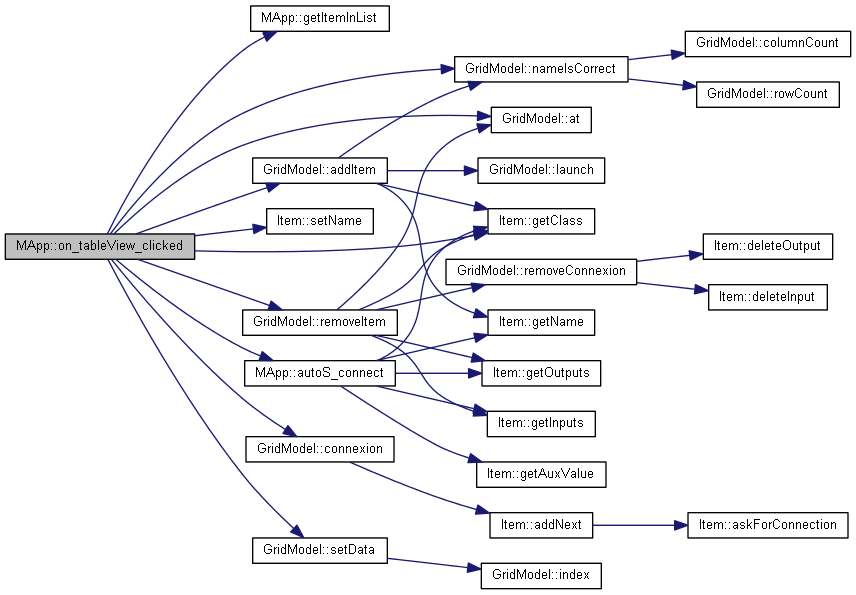 MApp::getItemInList
GridModel::columnCount
GridModel::nameIsCorrect
GridModel::rowCount
GridModel::at
GridModel::addItem
GridModel::launch
Item::setName
Item::getClass
MApp::on_tableView_clicked
Item::deleteOutput
GridModel::removeConnexion
Item::deleteInput
GridModel::removeItem
Item::getName
MApp::autoS_connect
Item::getOutputs
Item::getInputs
GridModel::connexion
Item::getAuxValue
Item::addNext
Item::askForConnection
GridModel::setData
GridModel::index